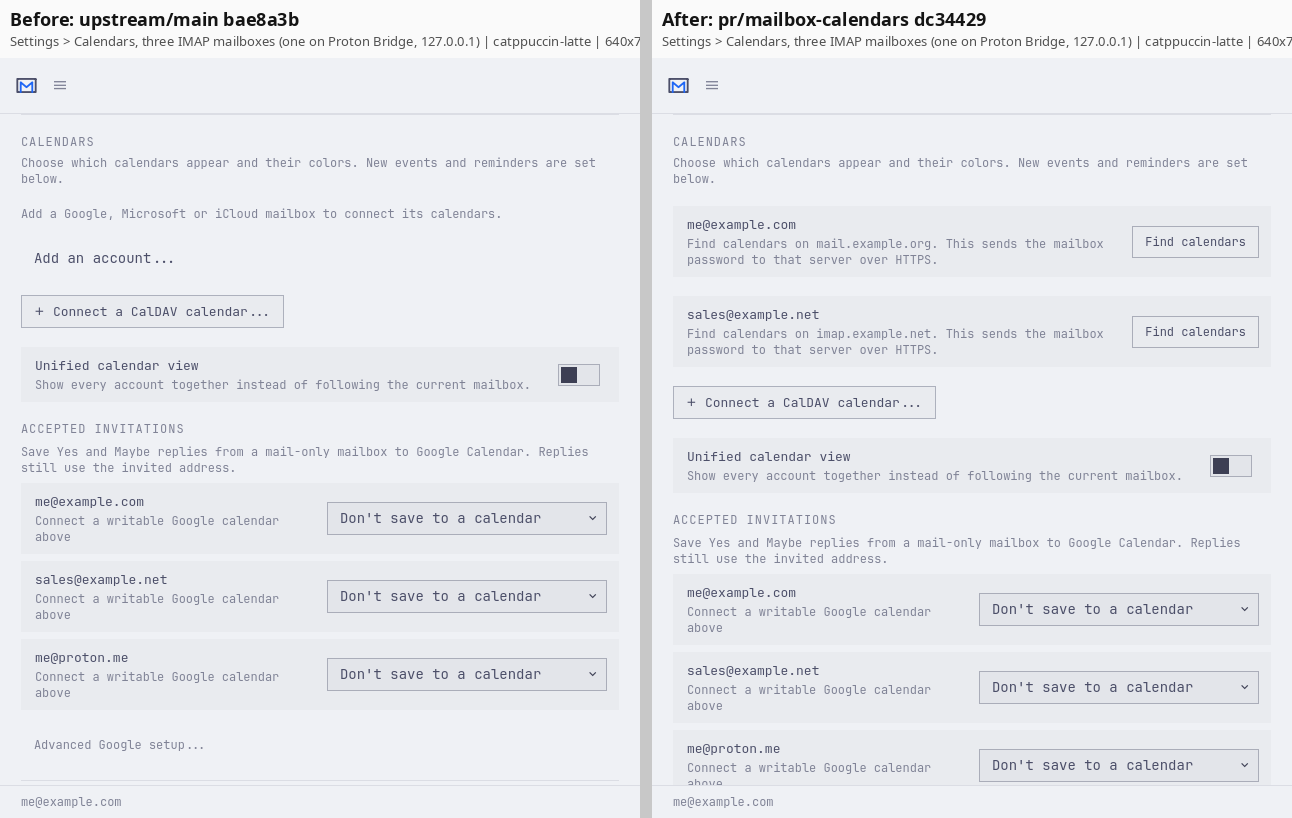 Before: upstream/main bae8a3b
Settings > Calendars, three IMAP mailboxes (one on Proton Bridge, 127.0.0.1) | catppuccin-latte | 640x7
CALENDARS
Choose which calendars appear and their colors. New events and reminders are set
below.
Add a Google, Microsoft or iCloud mailbox to connect its calendars.
Add an account...
+ Connect a CalDAV calendar...
Unified calendar view
Show every account together instead of following the current mailbox.
ACCEPTED INVITATIONS
Save Yes and Maybe replies from a mail-only mailbox to Google Calendar. Replies
still use the invited address.
me@example.com
Connect a writable Google calendar
above
Don't save to a calendar
sales@example.net
Connect a writable Google calendar
above
Don't save to a calendar
me@proton.me
Connect a writable Google calendar
above
Don't save to a calendar
Advanced Google setup...
me@example.com
After: pr/mailbox-calendars dc34429
Settings > Calendars, three IMAP mailboxes (one on Proton Bridge, 127.0.0.1) | catppuccin-latte | 640x7
CALENDARS
Choose which calendars appear and their colors. New events and reminders are set
below.
me@example.com
Find calendars on mail.example.org. This sends the mailbox
password to that server over HTTPS.
Find calendars
sales@example.net
Find calendars on imap.example.net. This sends the mailbox
password to that server over HTTPS.
Find calendars
+ Connect a CalDAV calendar...
Unified calendar view
Show every account together instead of following the current mailbox.
ACCEPTED INVITATIONS
Save Yes and Maybe replies from a mail-only mailbox to Google Calendar. Replies
still use the invited address.
me@example.com
Connect a writable Google calendar
above
Don't save to a calendar
sales@example.net
Connect a writable Google calendar
above
Don't save to a calendar
me@proton.me
Connect a writable Google calendar
above
Don't save to a calendar
me@example.com